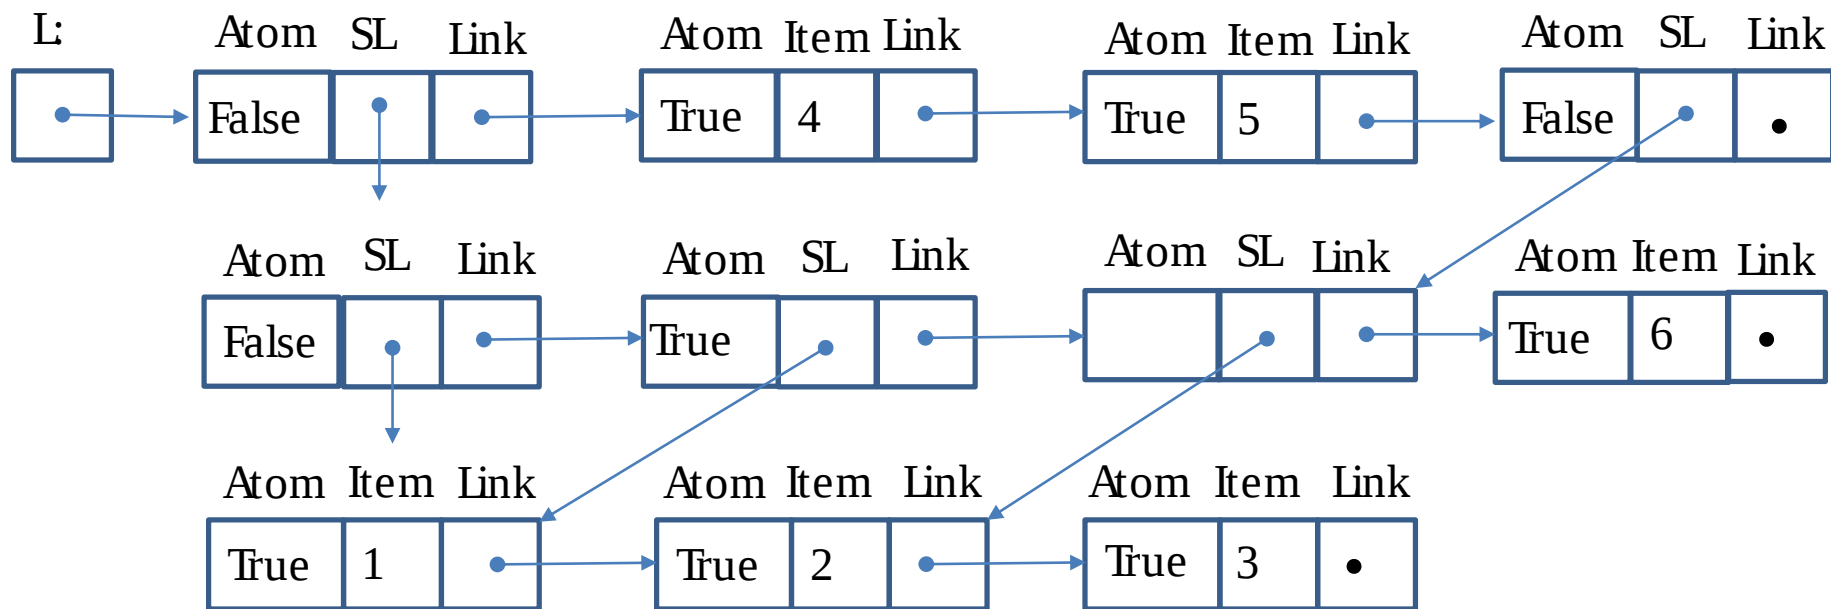 L: Atom SL Link Atom Item Link Atom Item Link Atom SL Link
False True 4 True 5 False
Atom SL Link Atom SL Link Atom SL Link Atom Item Link
False True True 6
Atom Item Link Atom Item Link Atom Item Link
True 1 True 2 True 3